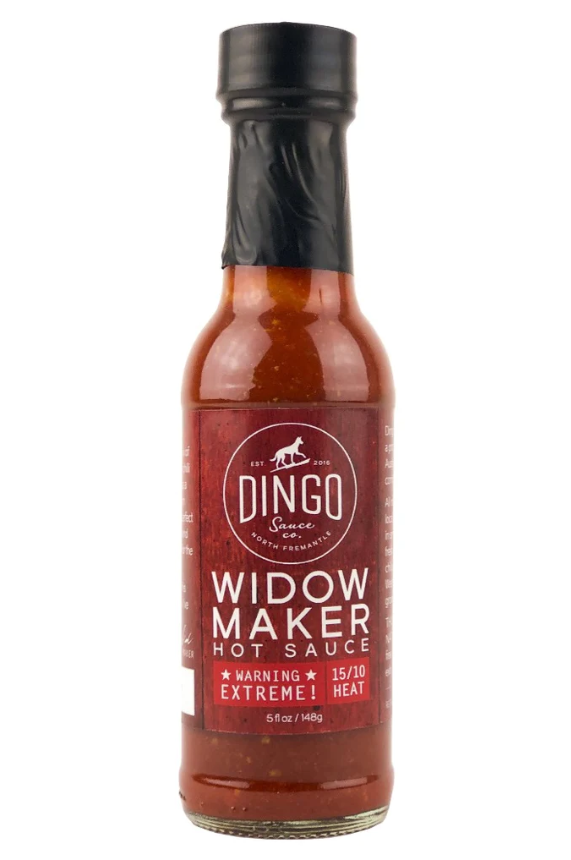 EST. 2016
DINGO
Sauce
co.
NORTH FREMANTLE
WIDOW
MAKER
HOT SAUCE
★ WARNING ★
EXTREME!
15/10
HEAT
5 fl oz / 148g